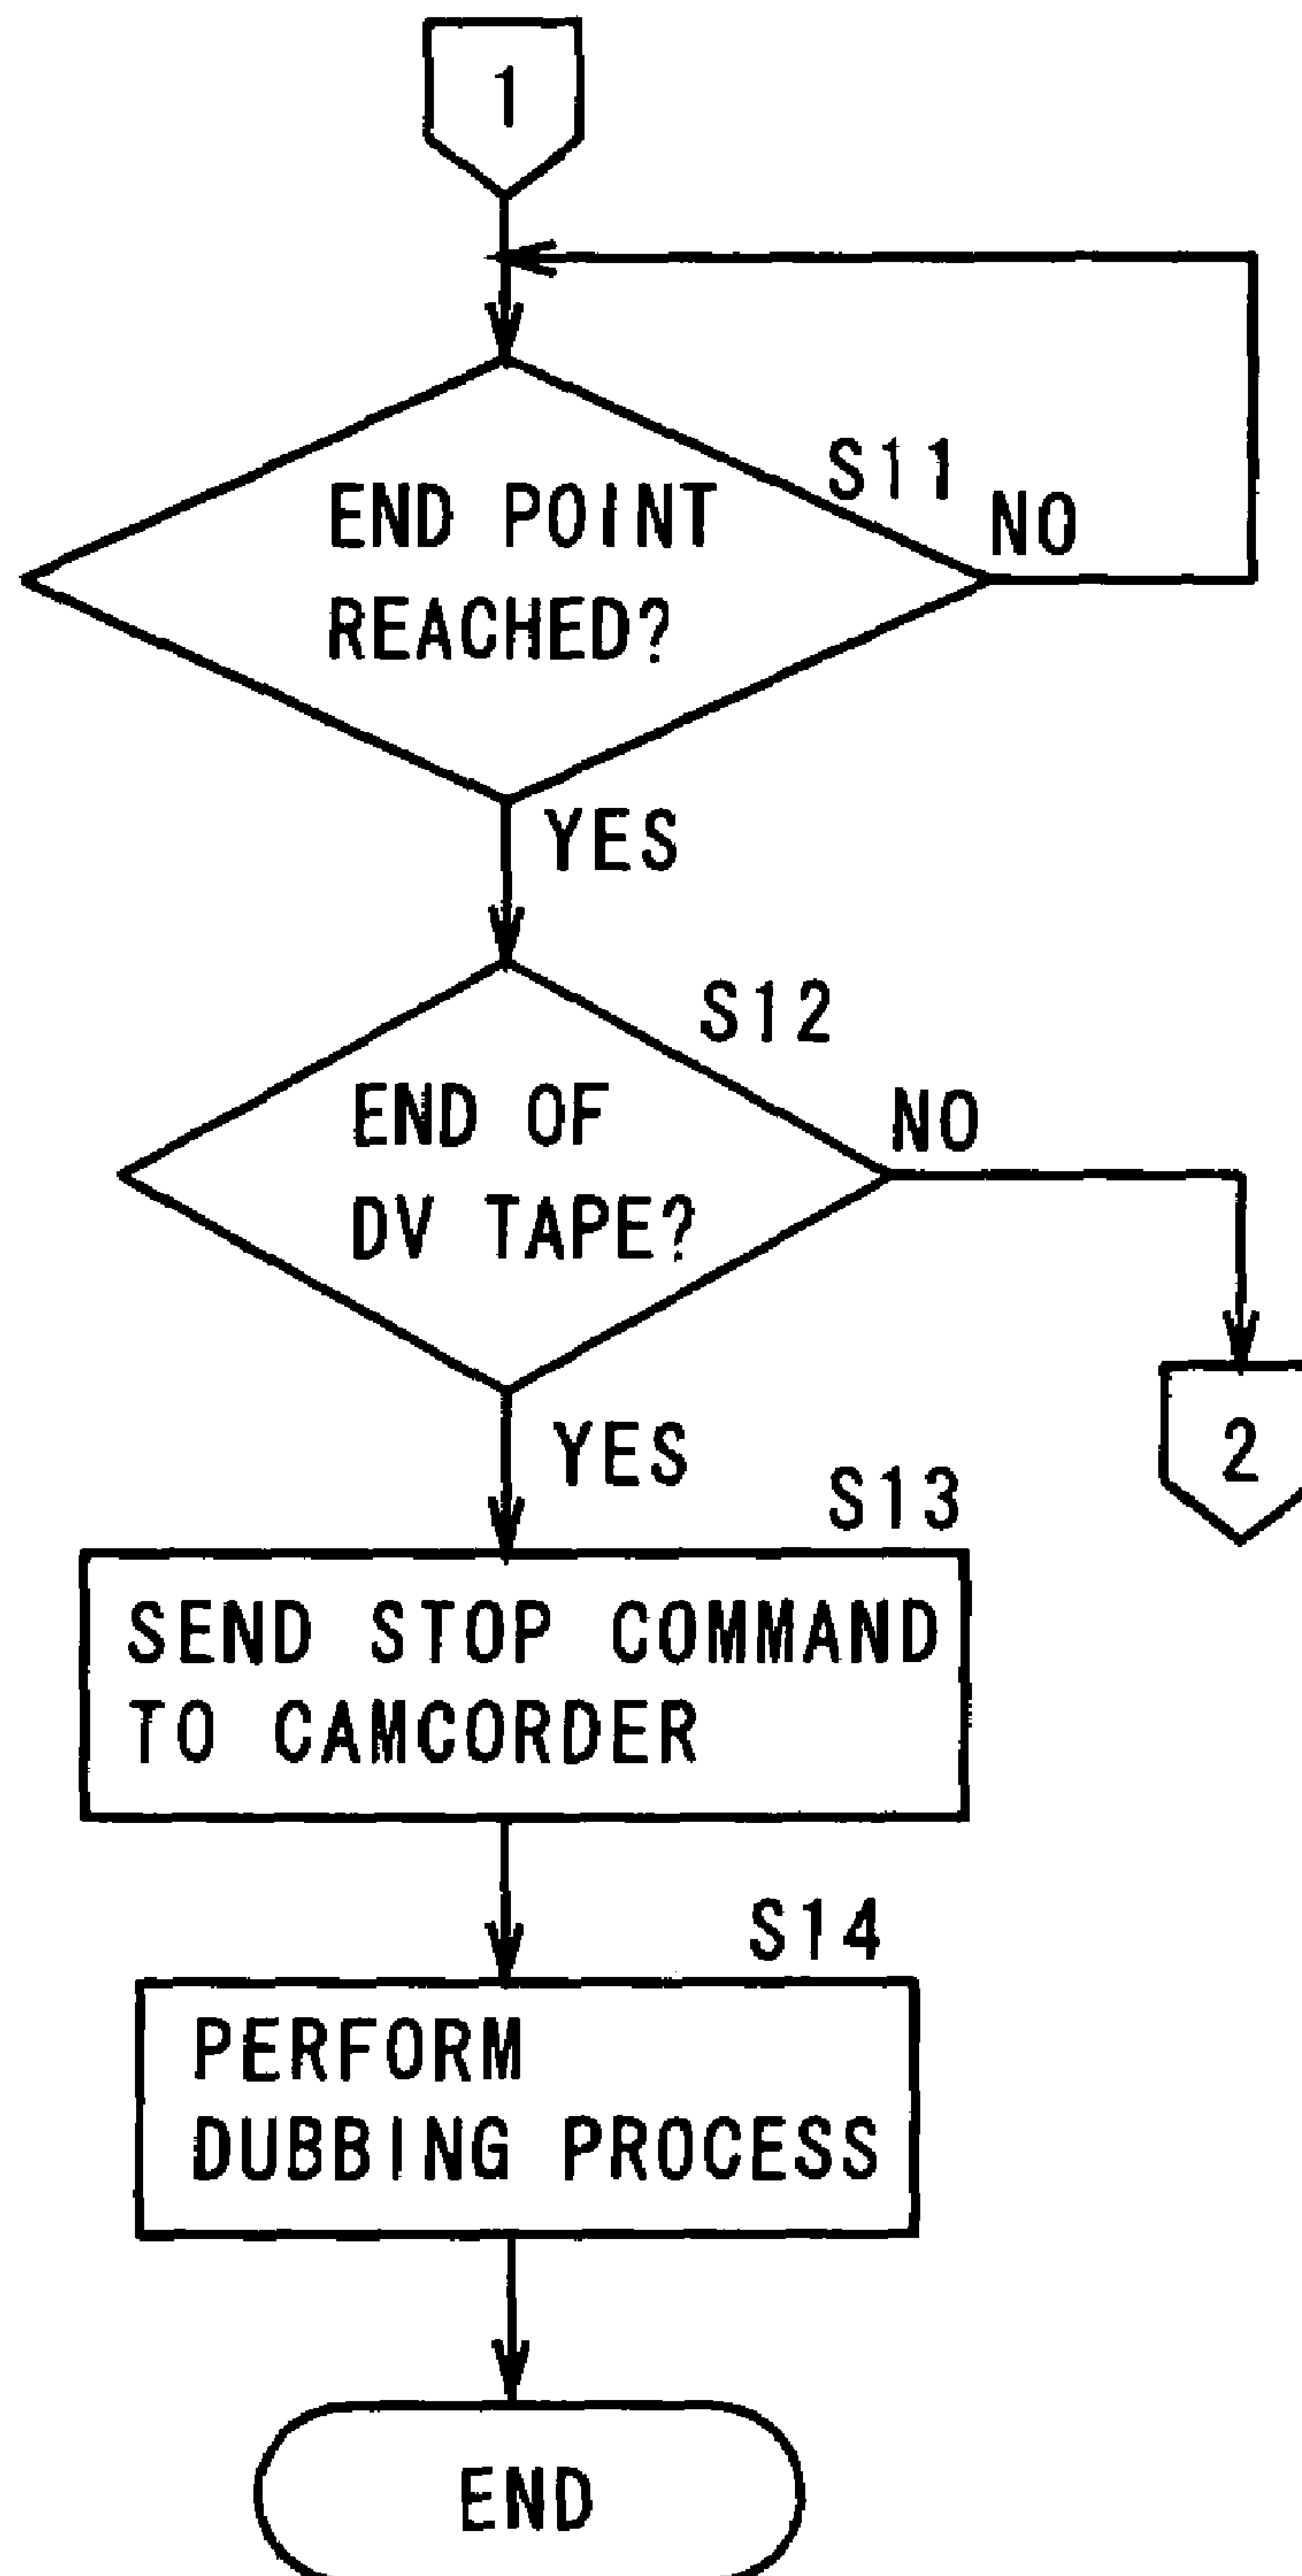 1
S11
END POINT
REACHED?
NO
YES
S12
END OF
DV TAPE?
NO
YES
2
S13
SEND STOP COMMAND
TO CAMCORDER
S14
PERFORM
DUBBING PROCESS
END